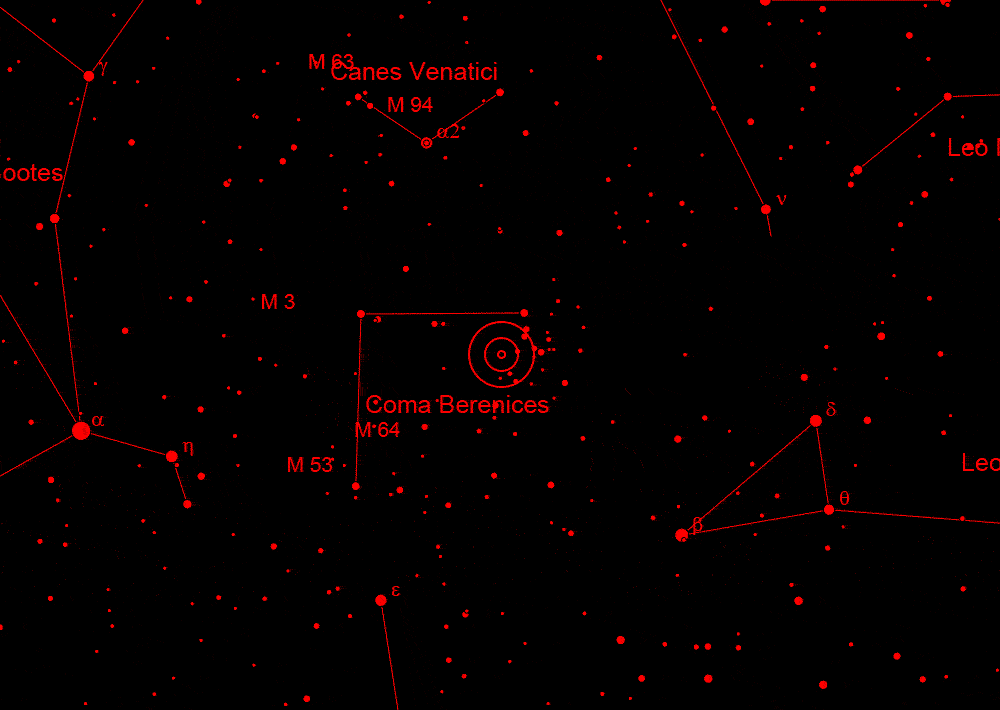 M 63
γ
Canes Venatici
M 94
α2
Leo
ootes
ν
M 3
Coma Berenices
δ
α
M 64
η
M 53
Leo
θ
β
ε